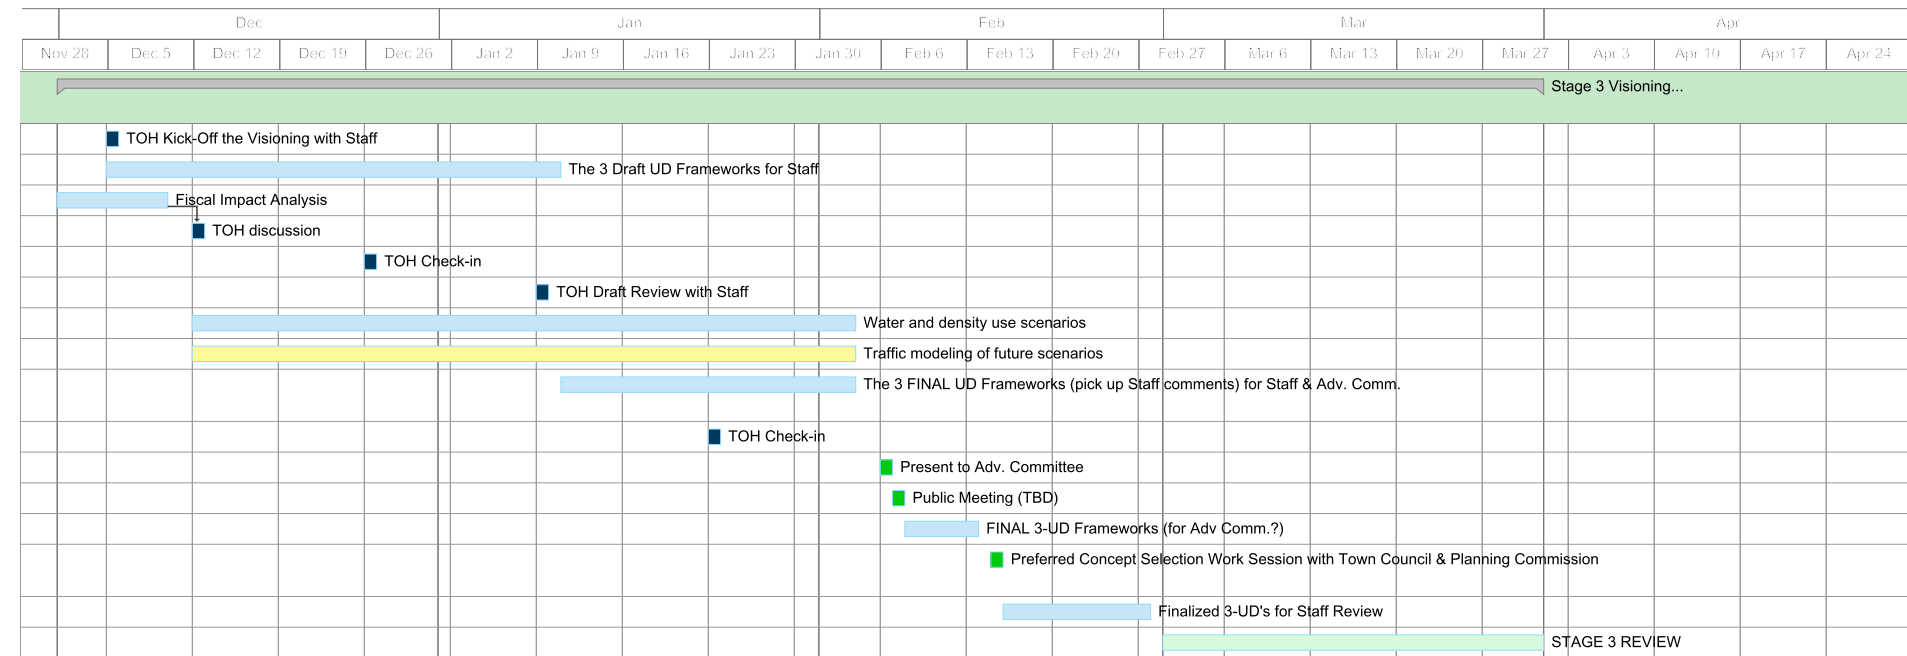 Dec Jan Feb Mar Apr
Nov 28 Dec 5 Dec 12 Dec 19 Dec 26 Jan 2 Jan 9 Jan 16 Jan 23 Jan 30 Feb 6 Feb 13 Feb 20 Feb 27 Mar 6 Mar 13 Mar 20 Mar 27 Apr 3 Apr 10 Apr 17 Apr 24
Stage 3 Visioning...
TOH Kick-Off the Visioning with Staff
The 3 Draft UD Frameworks for Staff
Fiscal Impact Analysis
TOH discussion
TOH Check-in
TOH Draft Review with Staff
Water and density use scenarios
Traffic modeling of future scenarios
The 3 FINAL UD Frameworks (pick up Staff comments) for Staff & Adv. Comm.
TOH Check-in
Present to Adv. Committee
Public Meeting (TBD)
FINAL 3-UD Frameworks (for Adv Comm.?)
Preferred Concept Selection Work Session with Town Council & Planning Commission
Finalized 3-UD's for Staff Review
STAGE 3 REVIEW